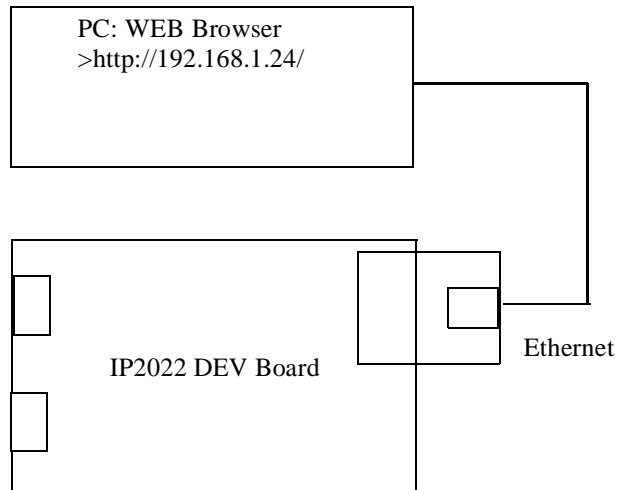 PC: WEB Browser
>http://192.168.1.24/
Ethernet
IP2022 DEV Board